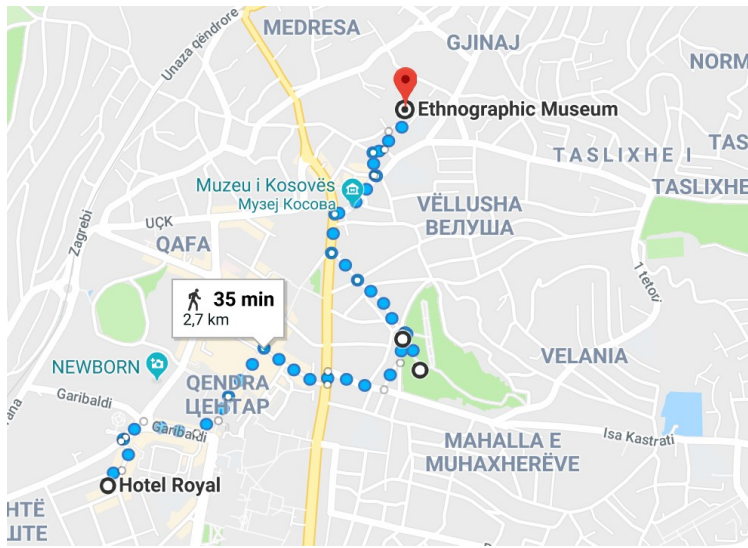 MEDRESA
GJINAJ
Unaza qëndrore
NORM
Ethnographic Museum
TASLIXHE I
TAS
TASLIXHE
Muzeu i Kosovës
Музеј Косова
VËLLUSHA
ВЕЛУША
UÇK
QAFA
Zagrebi
1 tetori
35 min
2,7 km
NEWBORN
VELANIA
QENDRA
ЦЕНТАР
Garibaldi
Garibaldi
Isa Kastrati
MAHALLA E
MUHAXHERËVE
Hotel Royal
HTË
ШТЕ